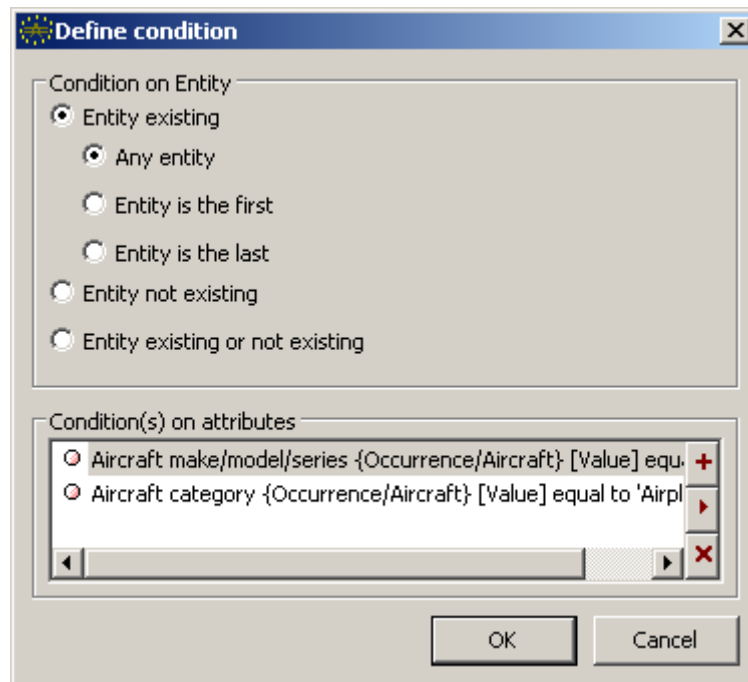 Define condition
Condition on Entity
Entity existing
Any entity
Entity is the first
Entity is the last
Entity not existing
Entity existing or not existing
Condition(s) on attributes
Aircraft make/model/series {Occurrence/Aircraft} [Value] equ
Aircraft category {Occurrence/Aircraft} [Value] equal to 'Airpl
OK
Cancel